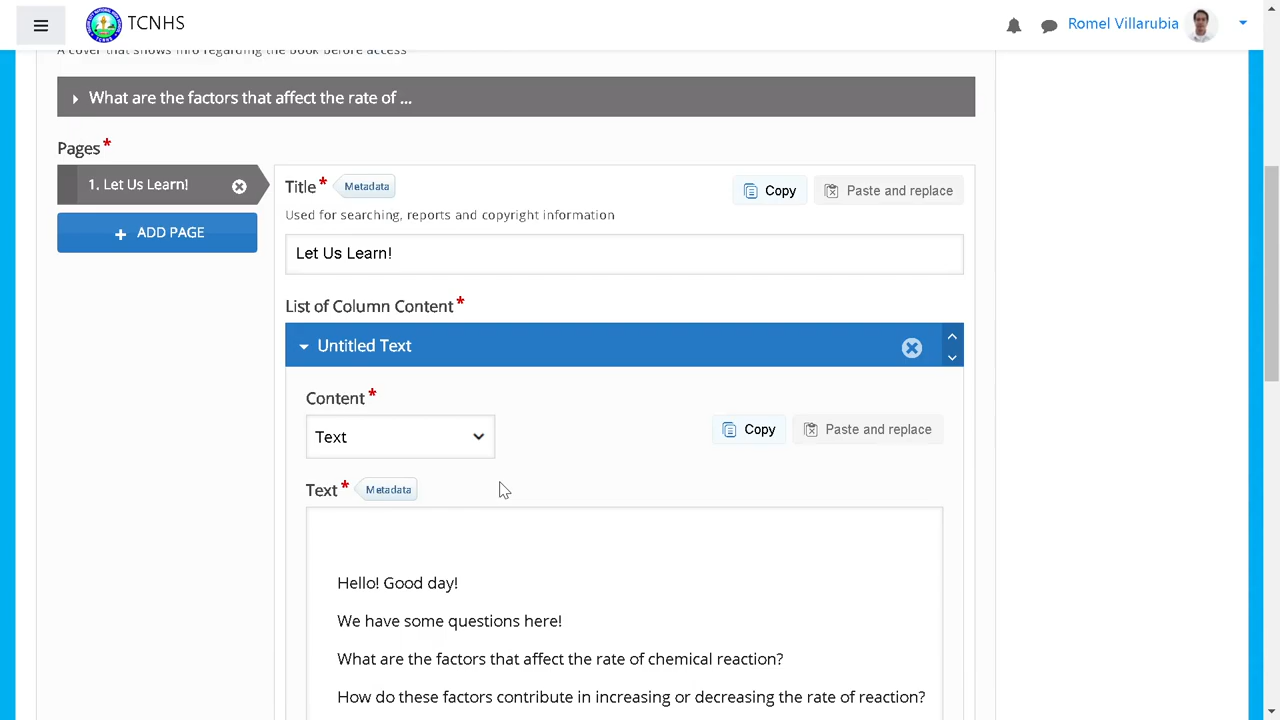 TCNHS
Romel Villarubia
A cover that shows info regarding the book before access
What are the factors that affect the rate of ...
Pages*
1. Let Us Learn!
+ ADD PAGE
Title* Metadata
Copy
Paste and replace
Used for searching, reports and copyright information
Let Us Learn!
List of Column Content*
Untitled Text
Content*
Text
Copy
Paste and replace
Text* Metadata
Hello! Good day!
We have some questions here!
What are the factors that affect the rate of chemical reaction?
How do these factors contribute in increasing or decreasing the rate of reaction?